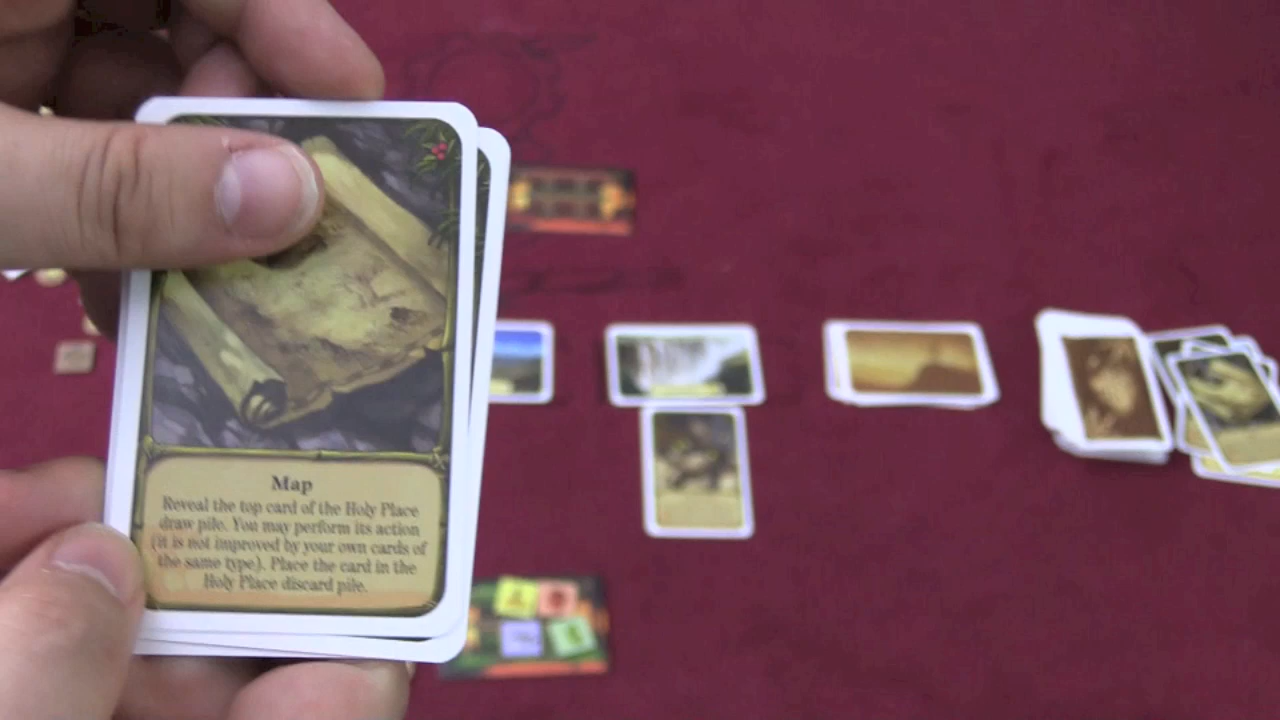 Map
Reveal the top card of the Holy Place
draw pile. You may perform its action
(it is not improved by your own cards of
the same type). Place the card in the
Holy Place discard pile.